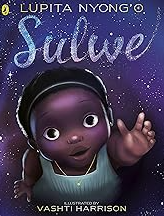 LUPITA NYONG'O
Sulwe
ILLUSTRATED BY
VASHTI HARRISON